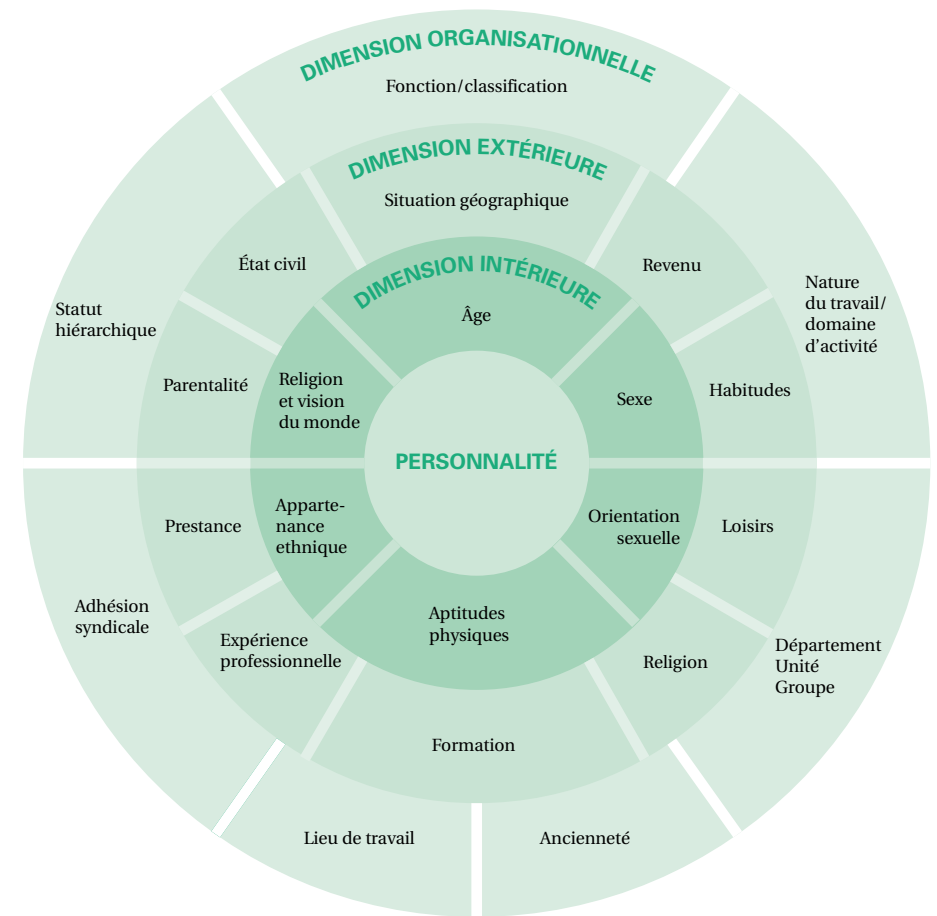 DIMENSION ORGANISATIONNELLE
Fonction/classification
DIMENSION EXTÉRIEURE
Situation géographique
État civil
Revenu
DIMENSION INTÉRIEURE
Âge
Statut
hiérarchique
Nature
du travail/
domaine
d’activité
Parentalité
Religion
et vision
du monde
Sexe
Habitudes
PERSONNALITÉ
Prestance
Apparte-
nance
ethnique
Orientation
sexuelle
Loisirs
Adhésion
syndicale
Expérience
professionnelle
Aptitudes
physiques
Religion
Département
Unité
Groupe
Formation
Lieu de travail
Ancienneté